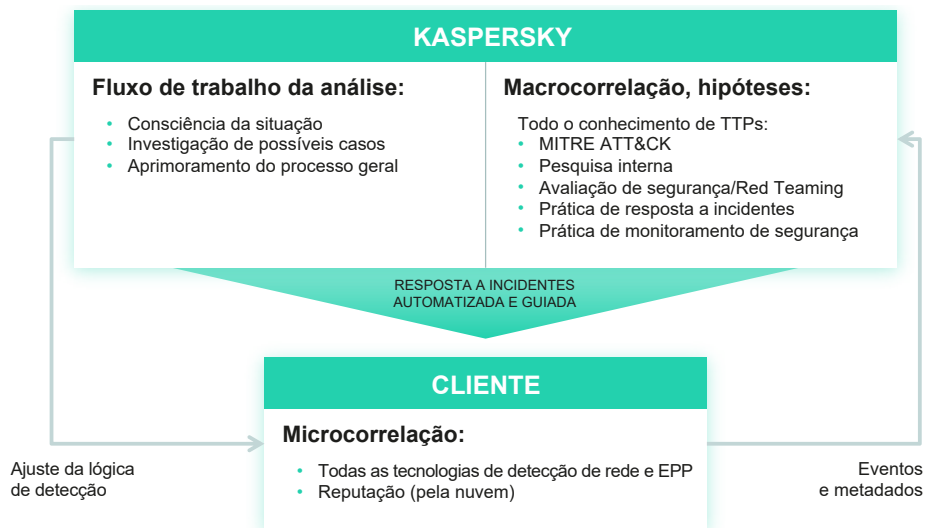 KASPERSKY
Fluxo de trabalho da análise:
• Consciência da situação
• Investigação de possíveis casos
• Aprimoramento do processo geral
Macrocorrelação, hipóteses:
Todo o conhecimento de TTPs:
• MITRE ATT&CK
• Pesquisa interna
• Avaliação de segurança/Red Teaming
• Prática de resposta a incidentes
• Prática de monitoramento de segurança
RESPOSTA A INCIDENTES
AUTOMATIZADA E GUIADA
CLIENTE
Microcorrelação:
• Todas as tecnologias de detecção de rede e EPP
• Reputação (pela nuvem)
Ajuste da lógica
de detecção
Eventos
e metadados